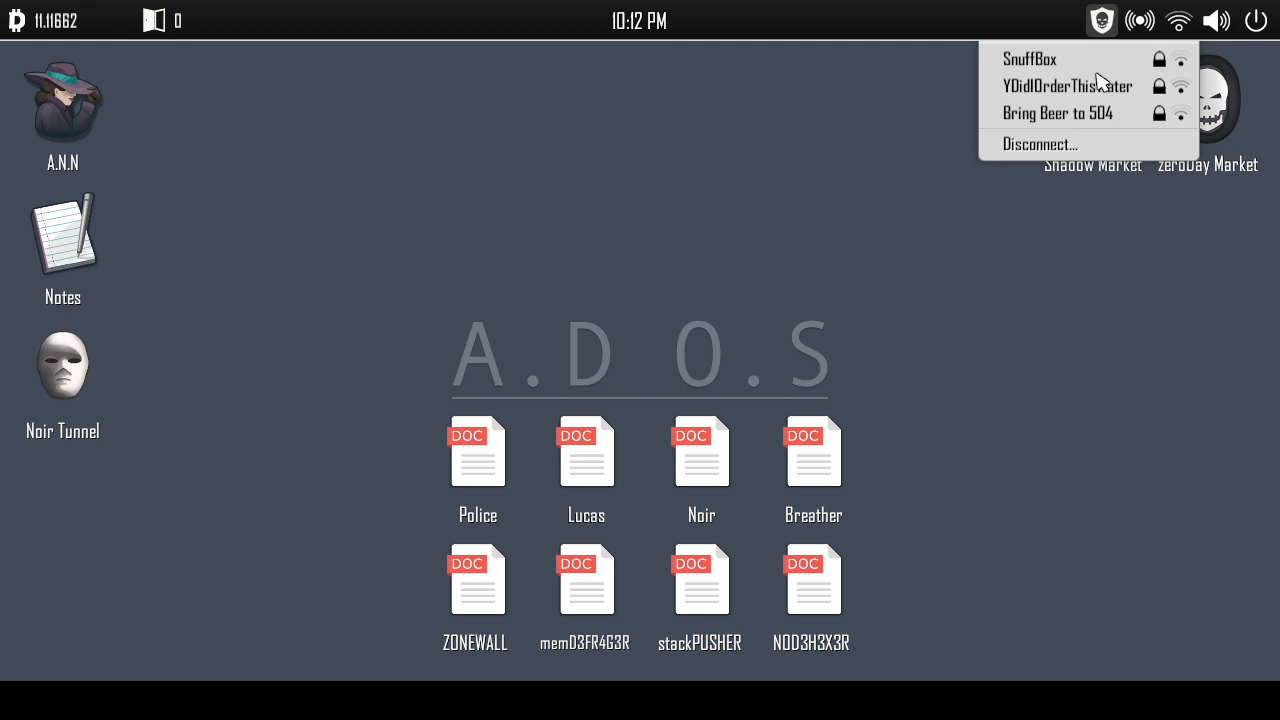 11.11662
0
10:12 PM
SnuffBox
YDidIOrderThisWater
Bring Beer to 504
Disconnect...
Shadow Market
zeroDay Market
A.N.N
Notes
Noir Tunnel
A.D O.S
DOC
DOC
DOC
DOC
Police
Lucas
Noir
Breather
DOC
DOC
DOC
DOC
ZONEWALL
memD3FR4G3R
stackPUSHER
NOD3H3X3R